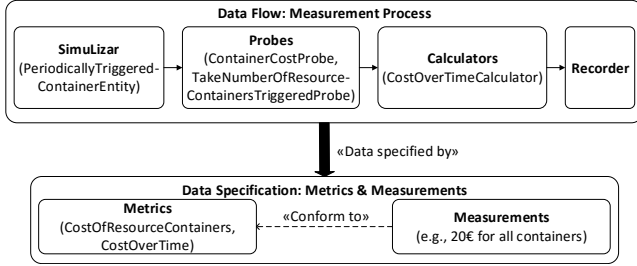 Data Flow: Measurement Process
SimuLizar
(PeriodicallyTriggered-
ContainerEntity)
Probes
(ContainerCostProbe,
TakeNumberOfResource-
ContainersTriggeredProbe)
Calculators
(CostOverTimeCalculator)
Recorder
«Data specified by»
Data Specification: Metrics & Measurements
Metrics
(CostOfResourceContainers,
CostOverTime)
«Conform to»
Measurements
(e.g., 20€ for all containers)